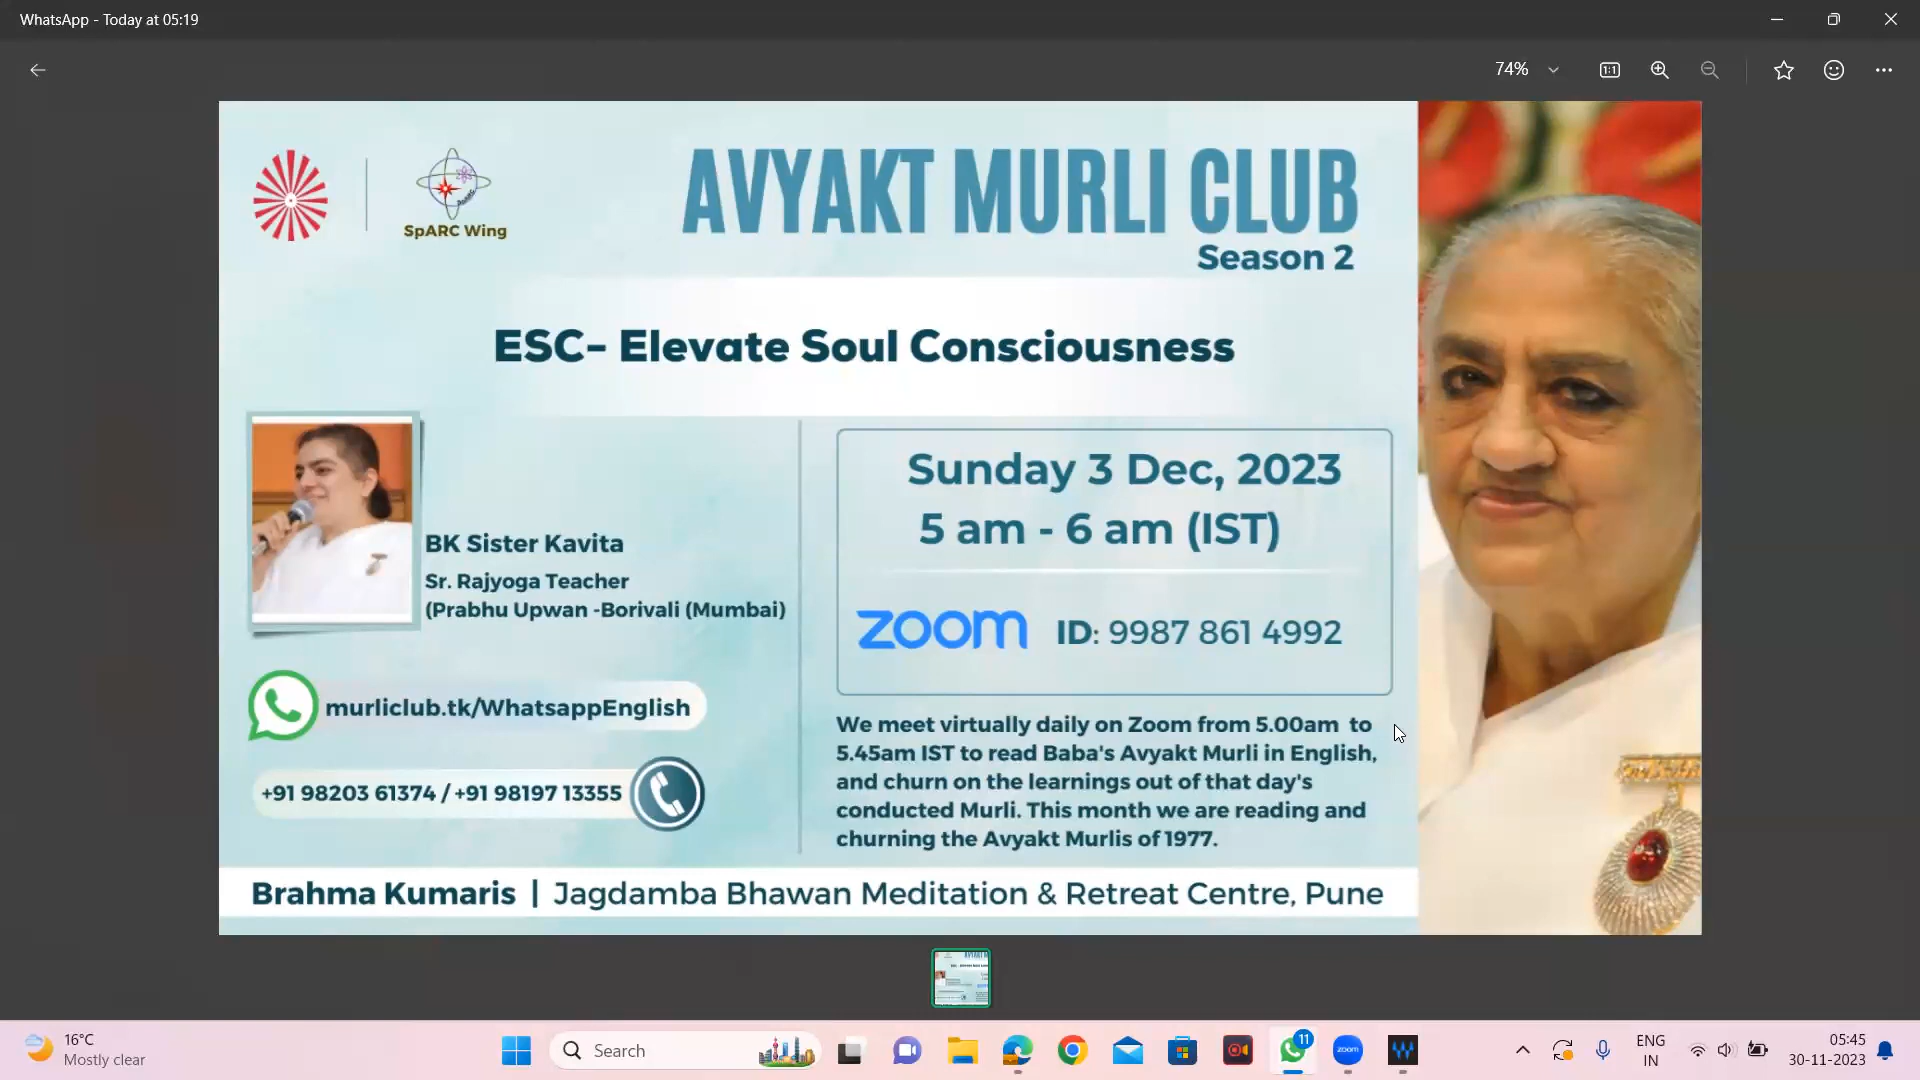 WhatsApp - Today at 05:19
74%
1:1
SpARC Wing
AVYAKT MURLI CLUB
Season 2
ESC- Elevate Soul Consciousness
BK Sister Kavita
Sr. Rajyoga Teacher
(Prabhu Upwan -Borivali (Mumbai)
murliclub.tk/WhatsappEnglish
+91 98203 61374 / +91 98197 13355
Sunday 3 Dec, 2023
5 am - 6 am (IST)
zoom ID: 9987 861 4992
We meet virtually daily on Zoom from 5.00am to
5.45am IST to read Baba's Avyakt Murli in English,
and churn on the learnings out of that day's
conducted Murli. This month we are reading and
churning the Avyakt Murlis of 1977.
Brahma Kumaris | Jagdamba Bhawan Meditation & Retreat Centre, Pune
16°C
Mostly clear
Search
11
zoom
ENG
IN
05:45
30-11-2023